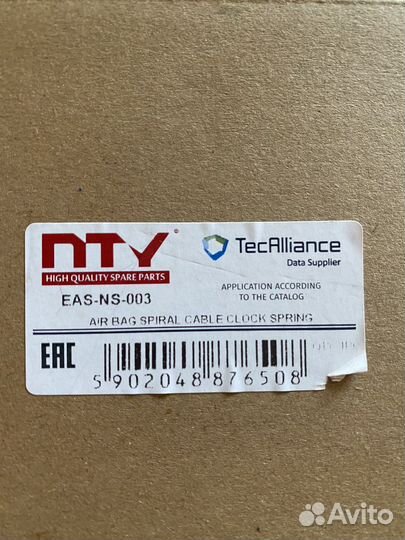 NTY
HIGH QUALITY SPARE PARTS
TecAlliance
Data Supplier
EAS-NS-003
APPLICATION ACCORDING
TO THE CATALOG
AIR BAG SPIRAL CABLE CLOCK SPRING
EAC
5 902048 876508
Avito